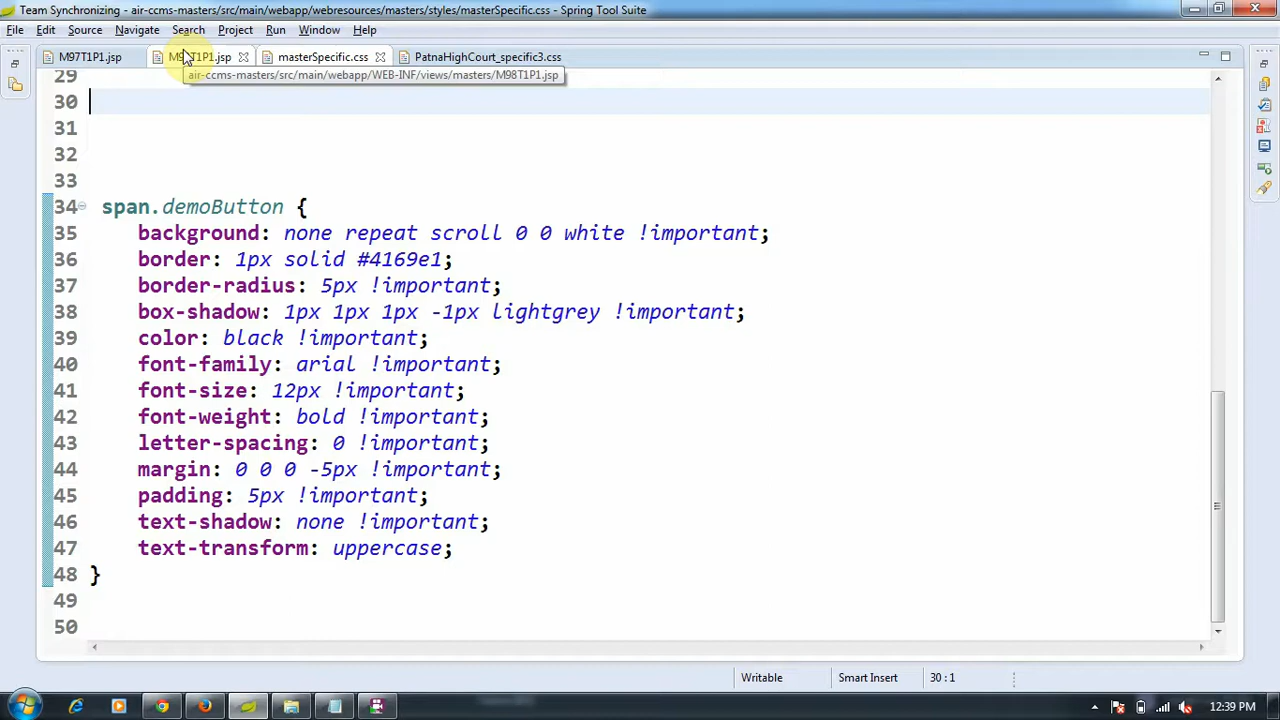 Team Synchronizing - air-ccms-masters/src/main/webapp/webresources/masters/styles/masterSpecific.css - Spring Tool Suite
File Edit Source Navigate Search Project Run Window Help
M97T1P1.jsp M98T1P1.jsp masterSpecific.css PatnaHighCourt_specific3.css
air-ccms-masters/src/main/webapp/WEB-INF/views/masters/M98T1P1.jsp
29
30
31
32
33
34 span.demoButton {
35 background: none repeat scroll 0 0 white !important;
36 border: 1px solid #4169e1;
37 border-radius: 5px !important;
38 box-shadow: 1px 1px 1px -1px lightgrey !important;
39 color: black !important;
40 font-family: arial !important;
41 font-size: 12px !important;
42 font-weight: bold !important;
43 letter-spacing: 0 !important;
44 margin: 0 0 0 -5px !important;
45 padding: 5px !important;
46 text-shadow: none !important;
47 text-transform: uppercase;
48 }
49
50
Writable Smart Insert 30 : 1
12:39 PM